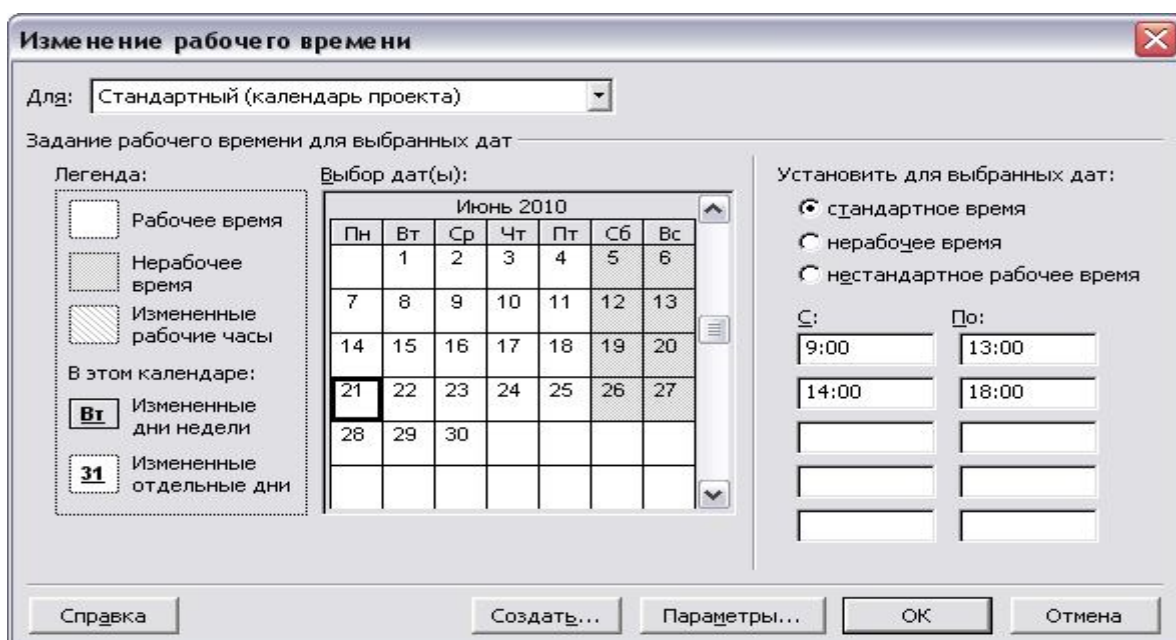 Изменение рабочего времени
Для: Стандартный (календарь проекта)
Задание рабочего времени для выбранных дат
Легенда:
Рабочее время
Нерабочее
время
Измененные
рабочие часы
В этом календаре:
Вт Измененные
дни недели
31 Измененные
отдельные дни
Выбор дат(ы):
Июнь 2010
Пн Вт Ср Чт Пт Сб Вс
1 2 3 4 5 6
7 8 9 10 11 12 13
14 15 16 17 18 19 20
21 22 23 24 25 26 27
28 29 30
Установить для выбранных дат:
стандартное время
нерабочее время
нестандартное рабочее время
С: По:
9:00 13:00
14:00 18:00
Справка Создать... Параметры... ОК Отмена